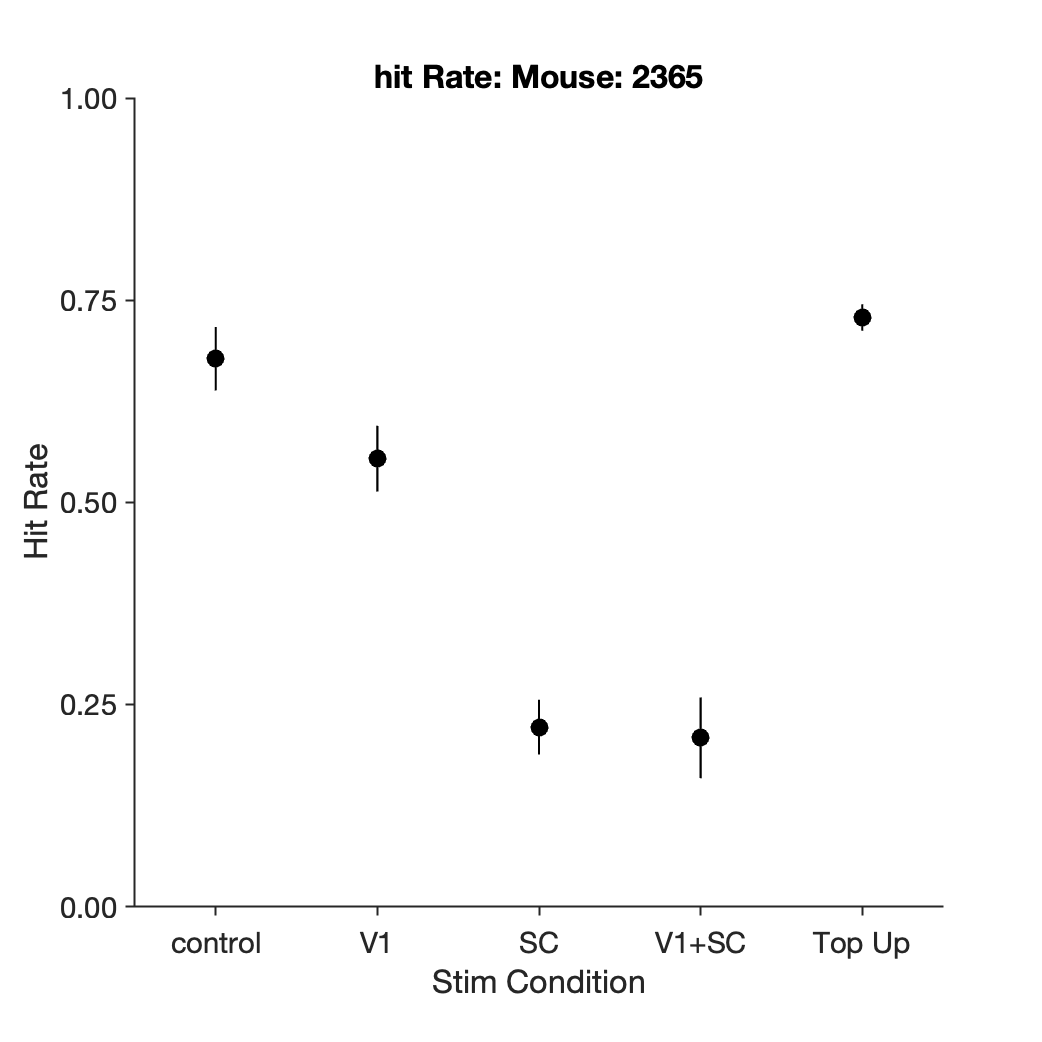 hit Rate: Mouse: 2365
1.00
0.75
0.50
0.25
0.00
Hit Rate
control V1 SC V1+SC Top Up
Stim Condition